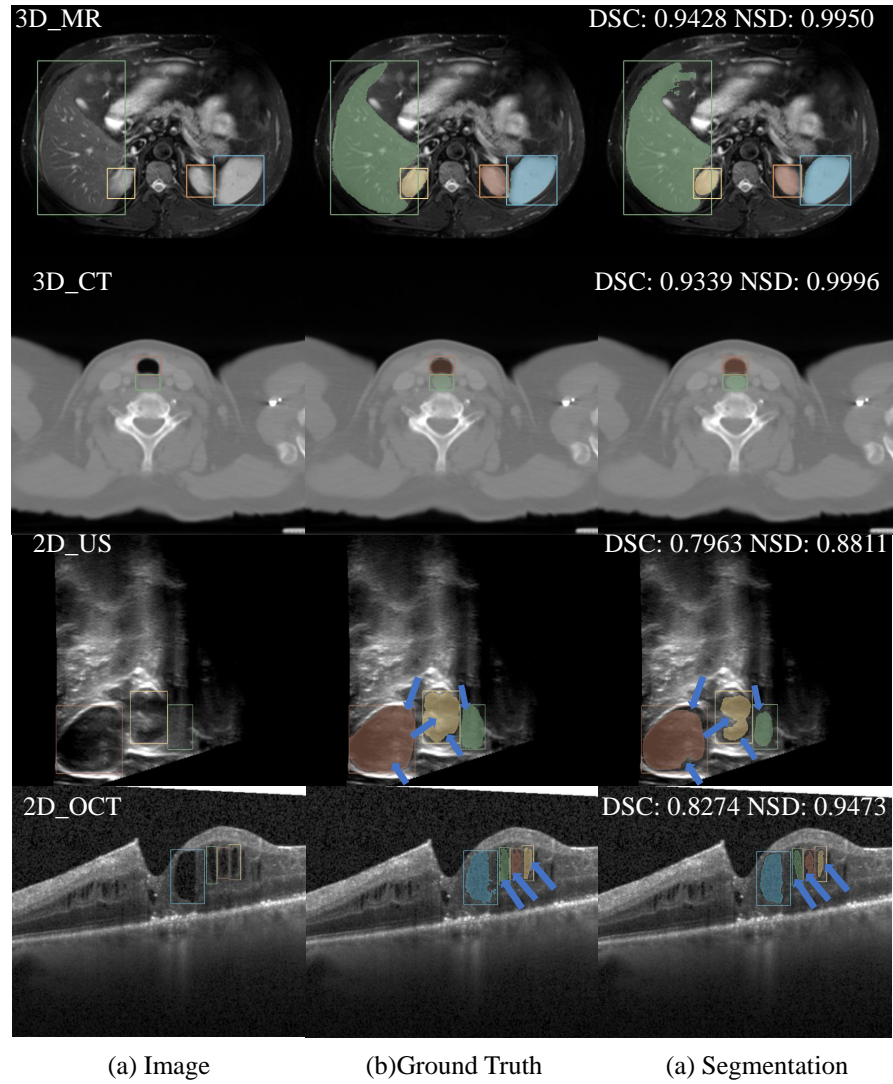 3D_MR
DSC: 0.9428 NSD: 0.9950
3D_CT
DSC: 0.9339 NSD: 0.9996
2D_US
DSC: 0.7963 NSD: 0.8811
2D_OCT
DSC: 0.8274 NSD: 0.9473
(a) Image
(b)Ground Truth
(a) Segmentation